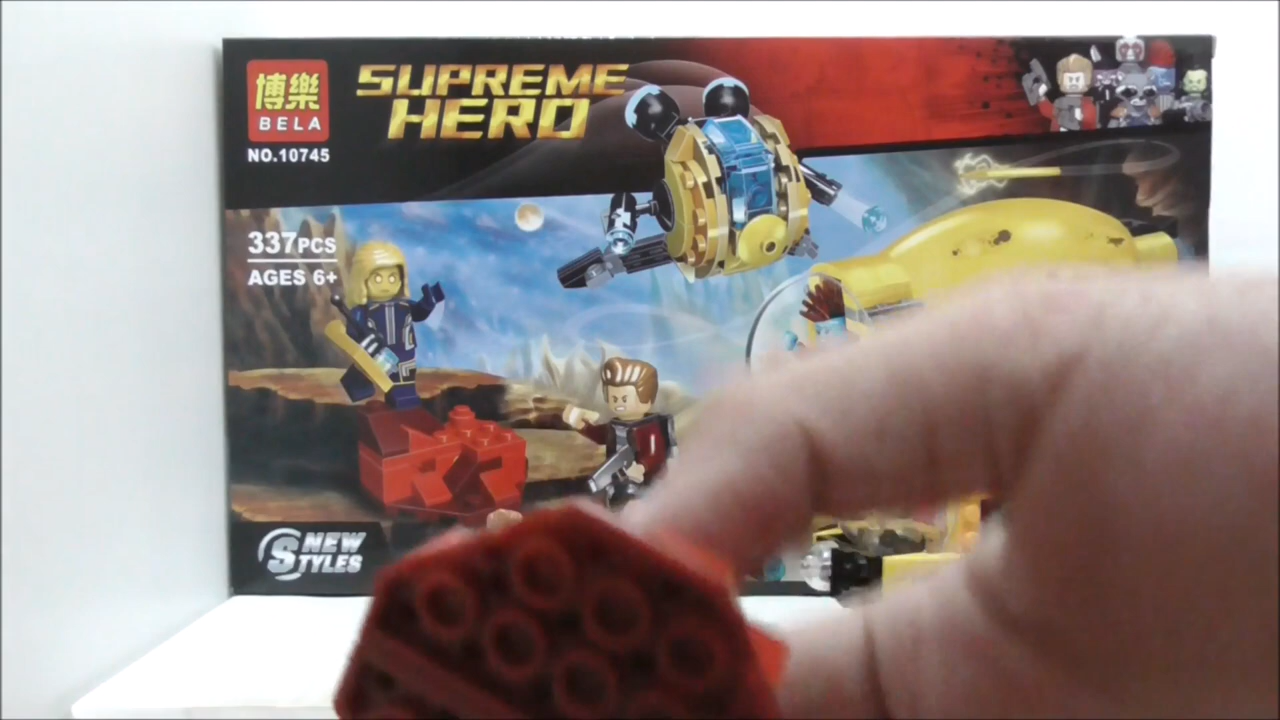 博樂
BELA
NO.10745
SUPREME
HERO
337PCS
AGES 6+
NEW
STYLES